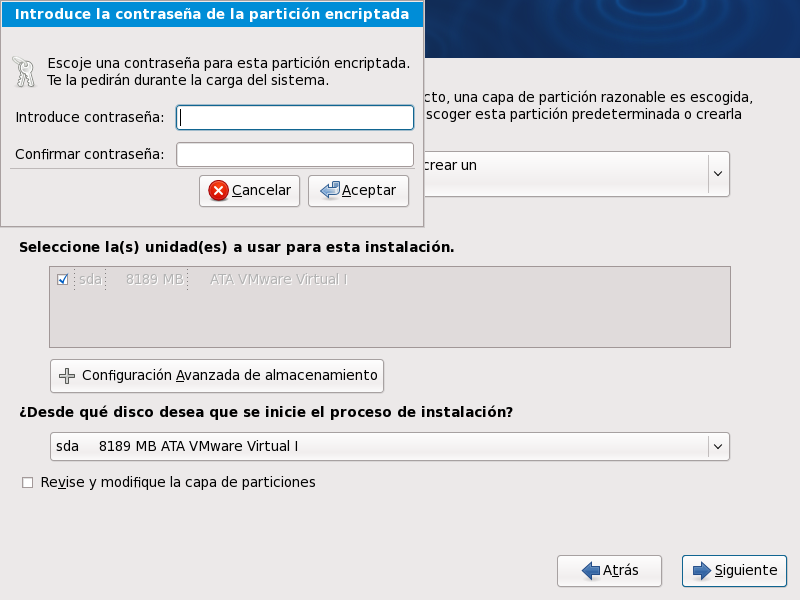 Introduce la contraseña de la partición encriptada
Escoje una contraseña para esta partición encriptada.
Te la pedirán durante la carga del sistema.
Introduce contraseña:
Confirmar contraseña:
Cancelar
Aceptar
cto, una capa de partición razonable es escogida,
scoger esta partición predeterminada o crearla
crear un
Seleccione la(s) unidad(es) a usar para esta instalación.
sda 8189 MB ATA VMware Virtual I
Configuración Avanzada de almacenamiento
¿Desde qué disco desea que se inicie el proceso de instalación?
sda 8189 MB ATA VMware Virtual I
Revise y modifique la capa de particiones
Atrás
Siguiente